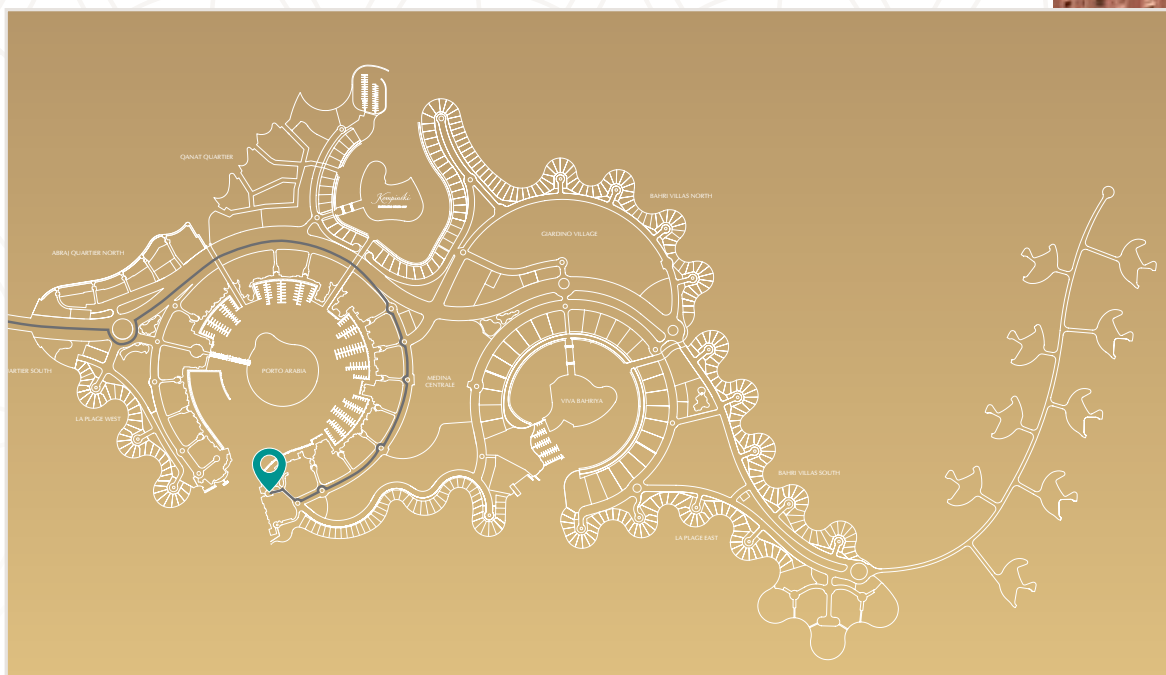 QANAT QUARTIER
Kempinski
BAHRI VILLAS NORTH
GIARDINO VILLAGE
ABRAJ QUARTIER NORTH
PORTO ARABIA
MEDINA
CENTRALE
UARTIER SOUTH
VIVA BAHRIYA
LA PLAGE WEST
BAHRI VILLAS SOUTH
LA PLAGE EAST